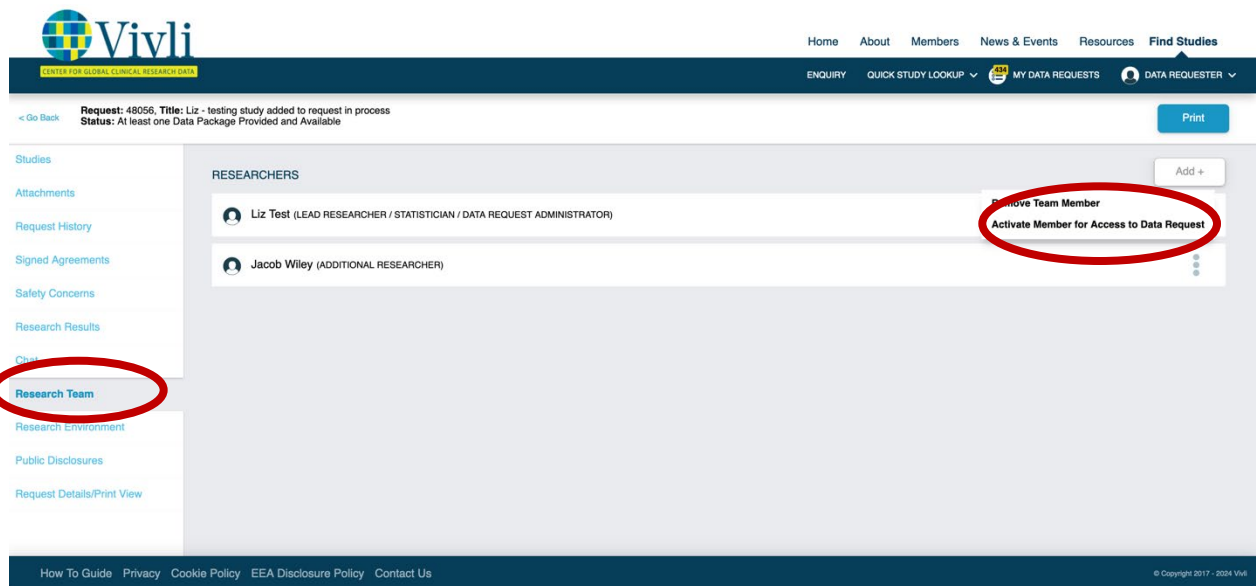 Vivli
CENTER FOR GLOBAL CLINICAL RESEARCH DATA
Home About Members News & Events Resources Find Studies
ENQUIRY QUICK STUDY LOOKUP 434 MY DATA REQUESTS DATA REQUESTER
< Go Back
Request: 48056, Title: Liz - testing study added to request in process
Status: At least one Data Package Provided and Available
Print
Studies
Attachments
Request History
Signed Agreements
Safety Concerns
Research Results
Chat
Research Team
Research Environment
Public Disclosures
Request Details/Print View
RESEARCHERS
Add +
Liz Test (LEAD RESEARCHER / STATISTICIAN / DATA REQUEST ADMINISTRATOR)
Remove Team Member
Activate Member for Access to Data Request
Jacob Wiley (ADDITIONAL RESEARCHER)
How To Guide Privacy Cookie Policy EEA Disclosure Policy Contact Us
© Copyright 2017 - 2024 Vivli